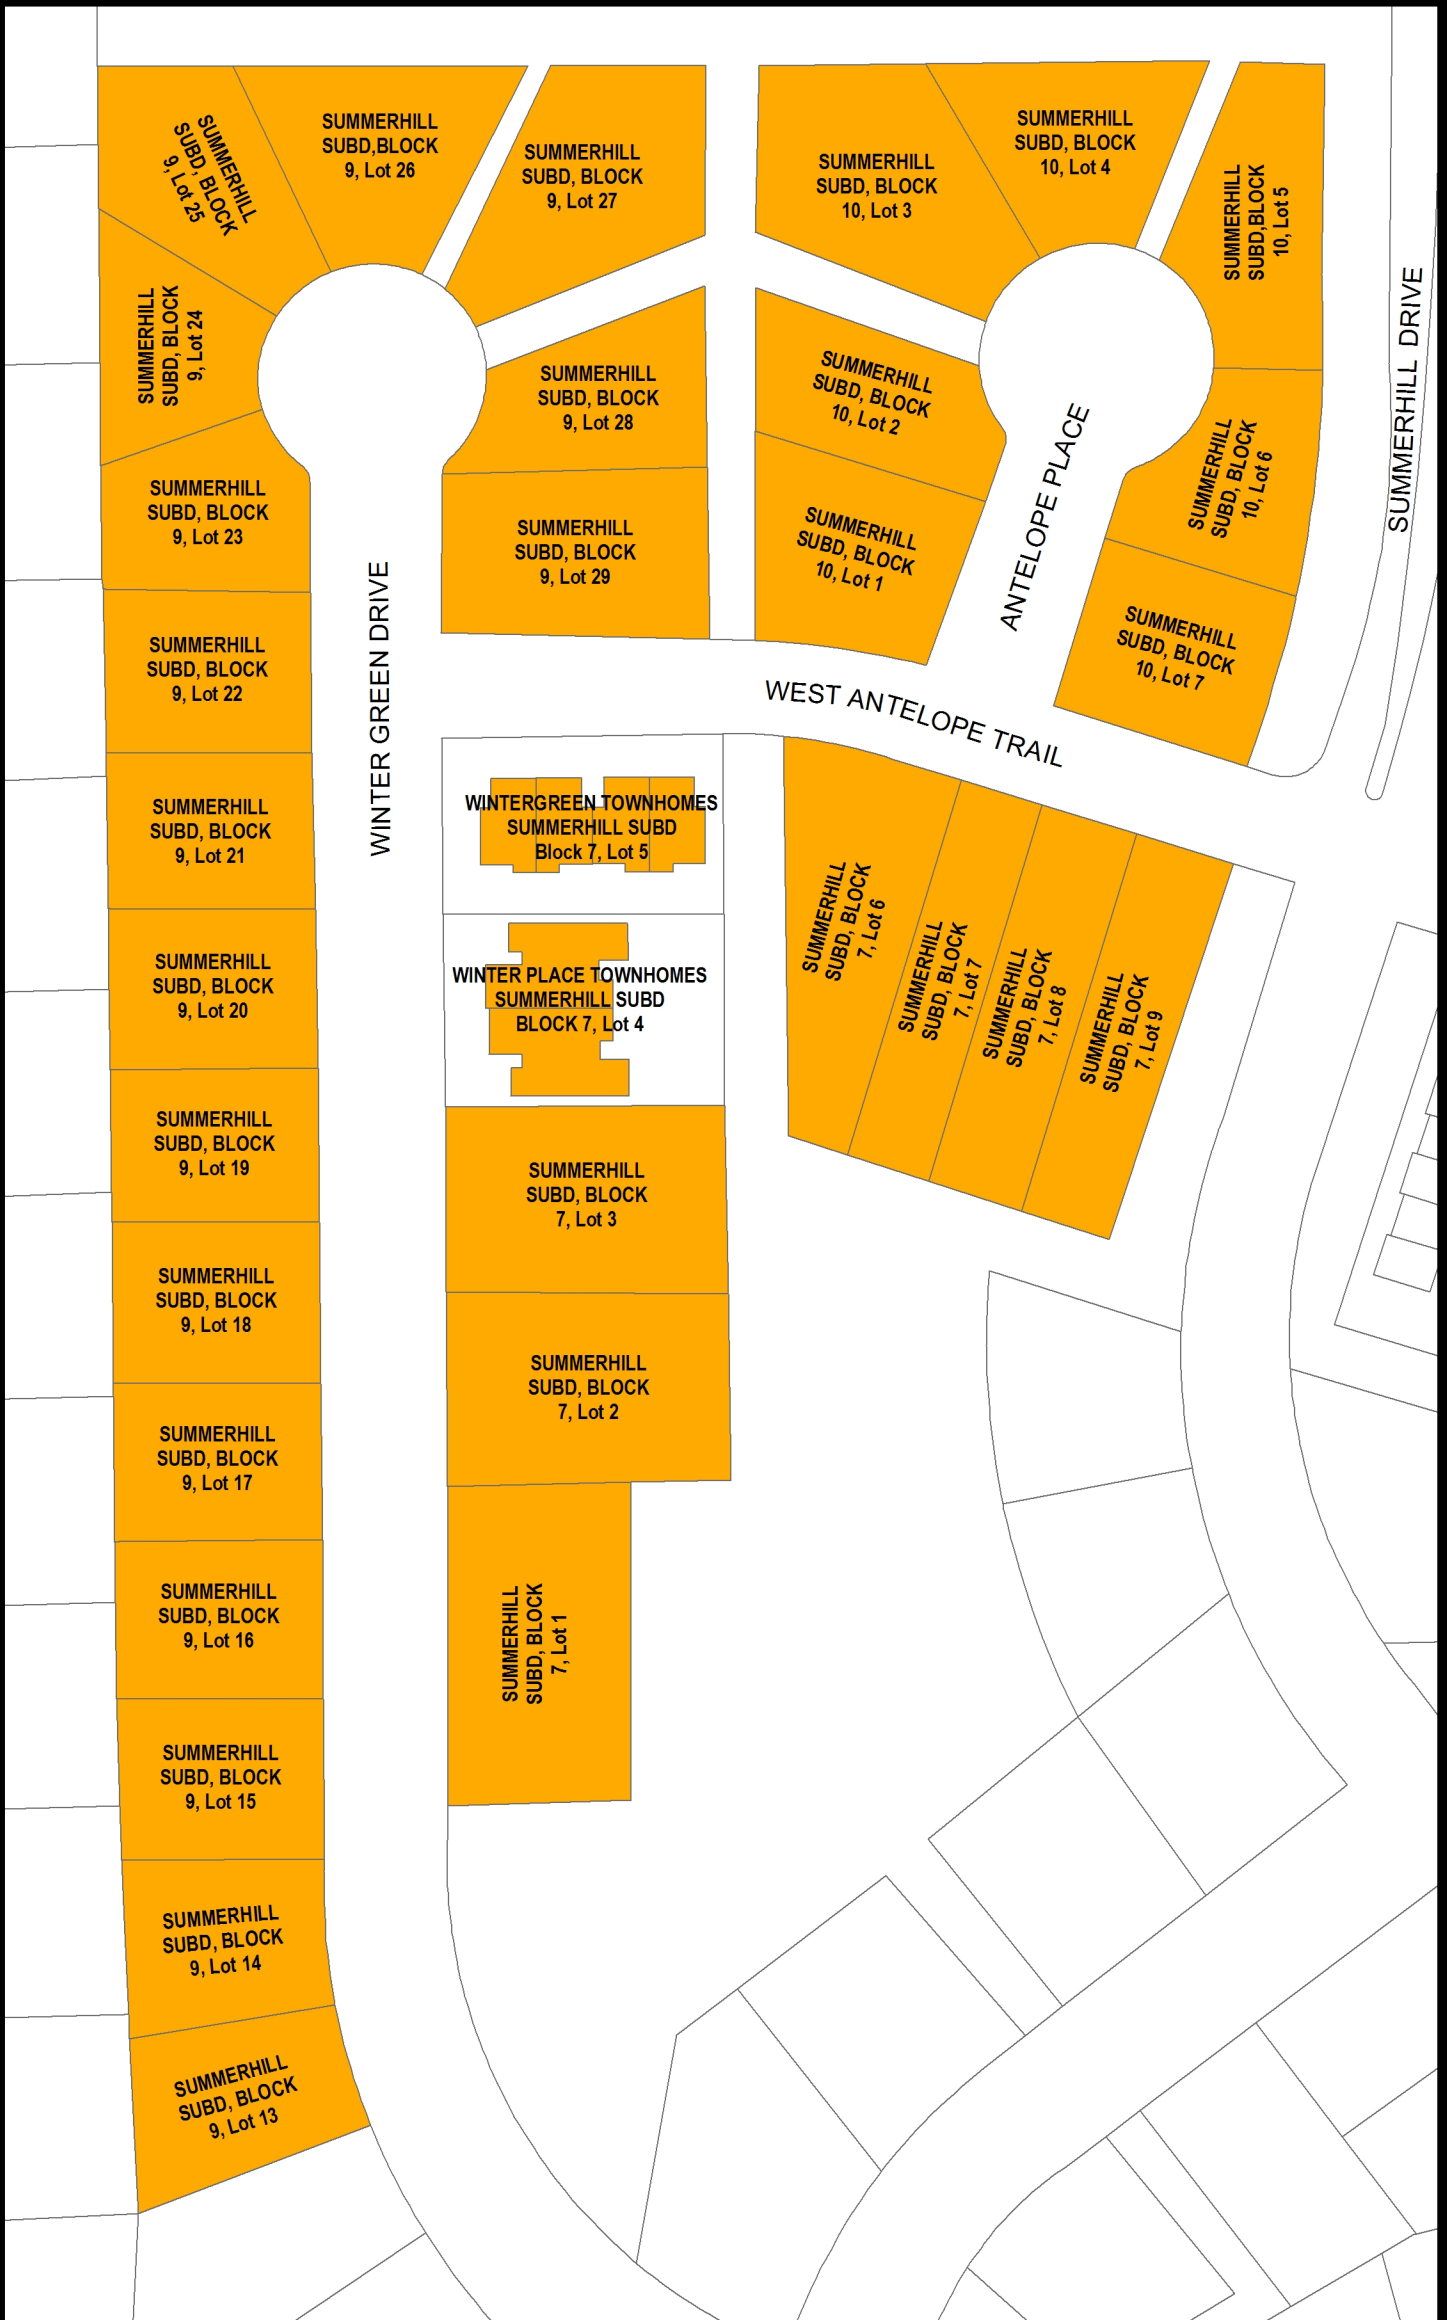 SUMMERHILL
SUBD, BLOCK
9, Lot 25
SUMMERHILL
SUBD,BLOCK
9, Lot 26
SUMMERHILL
SUBD, BLOCK
9, Lot 27
SUMMERHILL
SUBD, BLOCK
10, Lot 3
SUMMERHILL
SUBD, BLOCK
10, Lot 4
SUMMERHILL
SUBD,BLOCK
10, Lot 5
SUMMERHILL
SUBD, BLOCK
9, Lot 24
SUMMERHILL
SUBD, BLOCK
9, Lot 28
SUMMERHILL
SUBD, BLOCK
10, Lot 2
ANTELOPE PLACE
SUMMERHILL
SUBD, BLOCK
10, Lot 6
SUMMERHILL DRIVE
SUMMERHILL
SUBD, BLOCK
9, Lot 23
SUMMERHILL
SUBD, BLOCK
9, Lot 29
SUMMERHILL
SUBD, BLOCK
10, Lot 1
SUMMERHILL
SUBD, BLOCK
10, Lot 7
SUMMERHILL
SUBD, BLOCK
9, Lot 22
WINTER GREEN DRIVE
WEST ANTELOPE TRAIL
SUMMERHILL
SUBD, BLOCK
9, Lot 21
WINTERGREEN TOWNHOMES
SUMMERHILL SUBD
Block 7, Lot 5
SUMMERHILL
SUBD, BLOCK
7, Lot 6
SUMMERHILL
SUBD, BLOCK
7, Lot 7
SUMMERHILL
SUBD, BLOCK
7, Lot 8
SUMMERHILL
SUBD, BLOCK
7, Lot 9
SUMMERHILL
SUBD, BLOCK
9, Lot 20
WINTER PLACE TOWNHOMES
SUMMERHILL SUBD
BLOCK 7, Lot 4
SUMMERHILL
SUBD, BLOCK
9, Lot 19
SUMMERHILL
SUBD, BLOCK
7, Lot 3
SUMMERHILL
SUBD, BLOCK
9, Lot 18
SUMMERHILL
SUBD, BLOCK
7, Lot 2
SUMMERHILL
SUBD, BLOCK
9, Lot 17
SUMMERHILL
SUBD, BLOCK
9, Lot 16
SUMMERHILL
SUBD, BLOCK
7, Lot 1
SUMMERHILL
SUBD, BLOCK
9, Lot 15
SUMMERHILL
SUBD, BLOCK
9, Lot 14
SUMMERHILL
SUBD, BLOCK
9, Lot 13